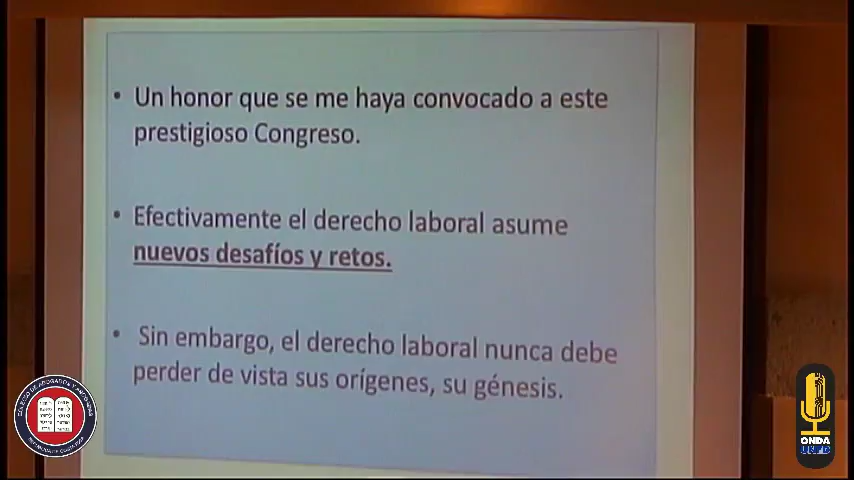 • Un honor que se me haya convocado a este
prestigioso Congreso.
• Efectivamente el derecho laboral asume
nuevos desafíos y retos.
• Sin embargo, el derecho laboral nunca debe
perder de vista sus orígenes, su génesis.
ONDA
UNED